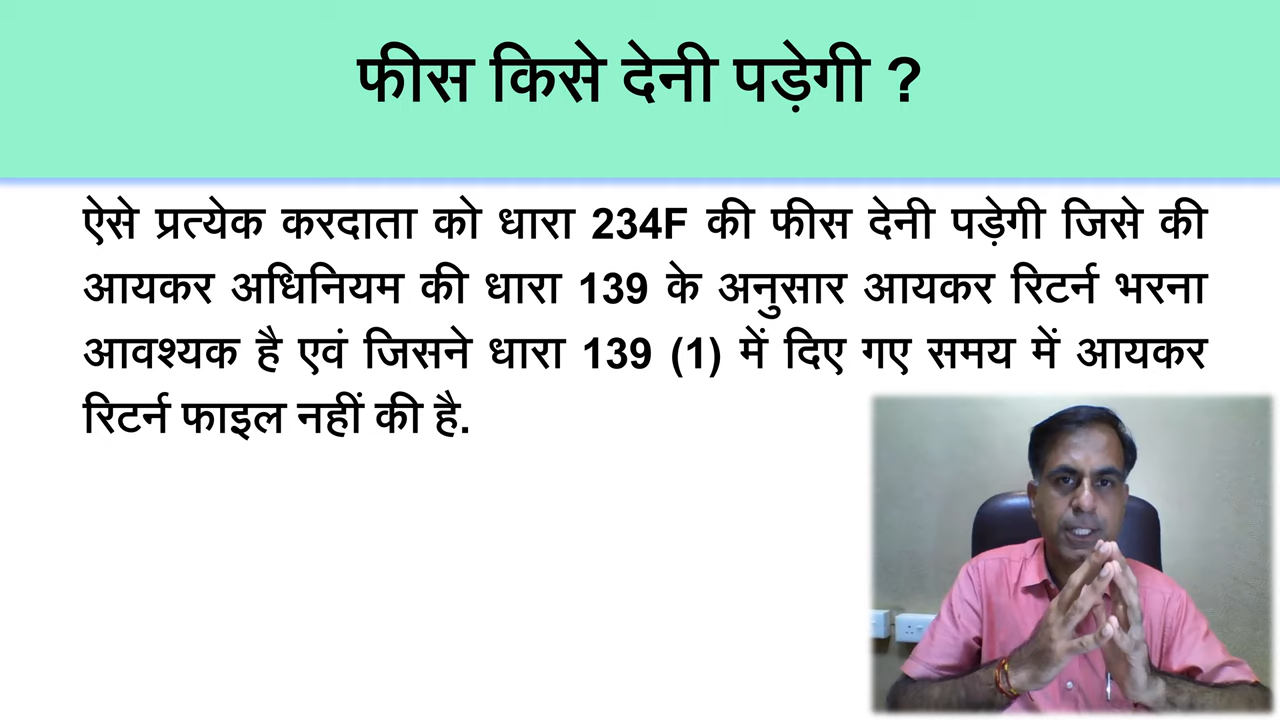 फीस किसे देनी पड़ेगी ?
ऐसे प्रत्येक करदाता को धारा 234F की फीस देनी पड़ेगी जिसे की
आयकर अधिनियम की धारा 139 के अनुसार आयकर रिटर्न भरना
आवश्यक है एवं जिसने धारा 139 (1) में दिए गए समय में आयकर
रिटर्न फाइल नहीं की है.